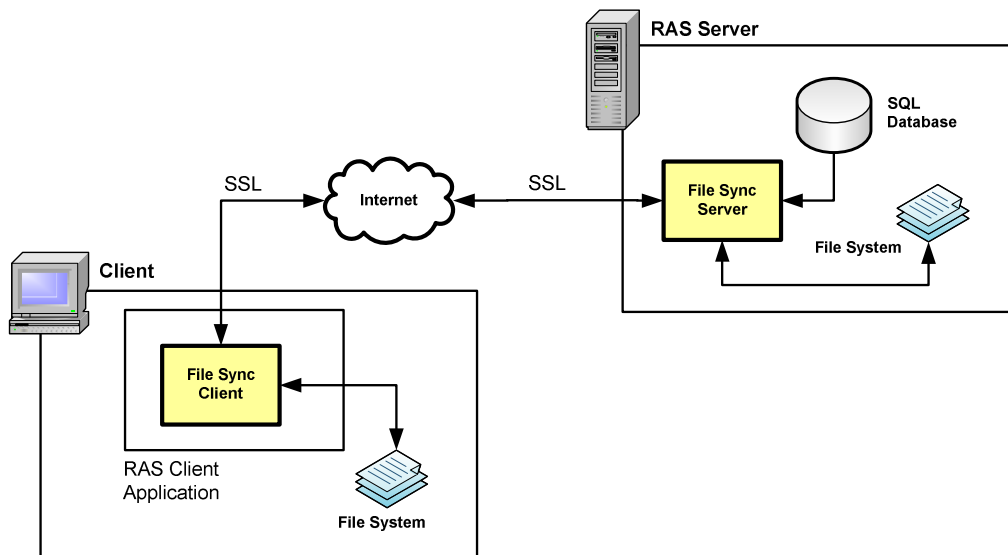 RAS Server
SQL
Database
SSL
Internet
SSL
File Sync
Server
File System
Client
File Sync
Client
RAS Client
Application
File System